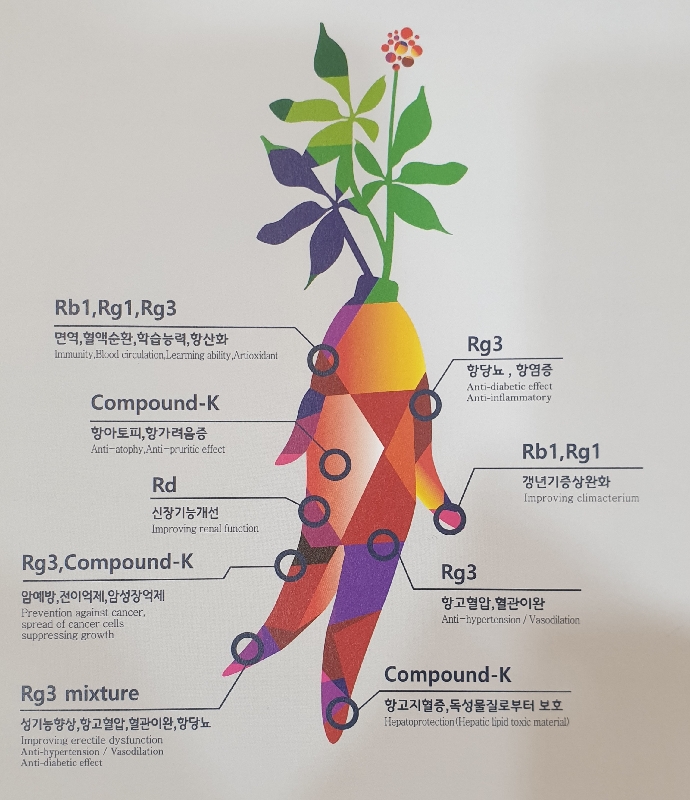 Rb1,Rg1,Rg3
면역,혈액순환,학습능력,항산화
Immunity,Blood circulation,Learning ability,Antioxidant
Rg3
항당뇨 , 항염증
Anti-diabetic effect
Anti-inflammatory
Compound-K
항아토피,항가려움증
Anti-atophy,Anti-pruritic effect
Rb1,Rg1
갱년기증상완화
Improving climacterium
Rd
신장기능개선
Improving renal function
Rg3,Compound-K
암예방,전이억제,암성장억제
Prevention against cancer,
spread of cancer cells
suppressing growth
Rg3
항고혈압,혈관이완
Anti-hypertension / Vasodilation
Rg3 mixture
성기능향상,항고혈압,혈관이완,항당뇨
Improving erectile dysfunction
Anti-hypertension / Vasodilation
Anti-diabetic effect
Compound-K
항고지혈증,독성물질로부터 보호
Hepatoprotection(Hepatic lipid toxic material)